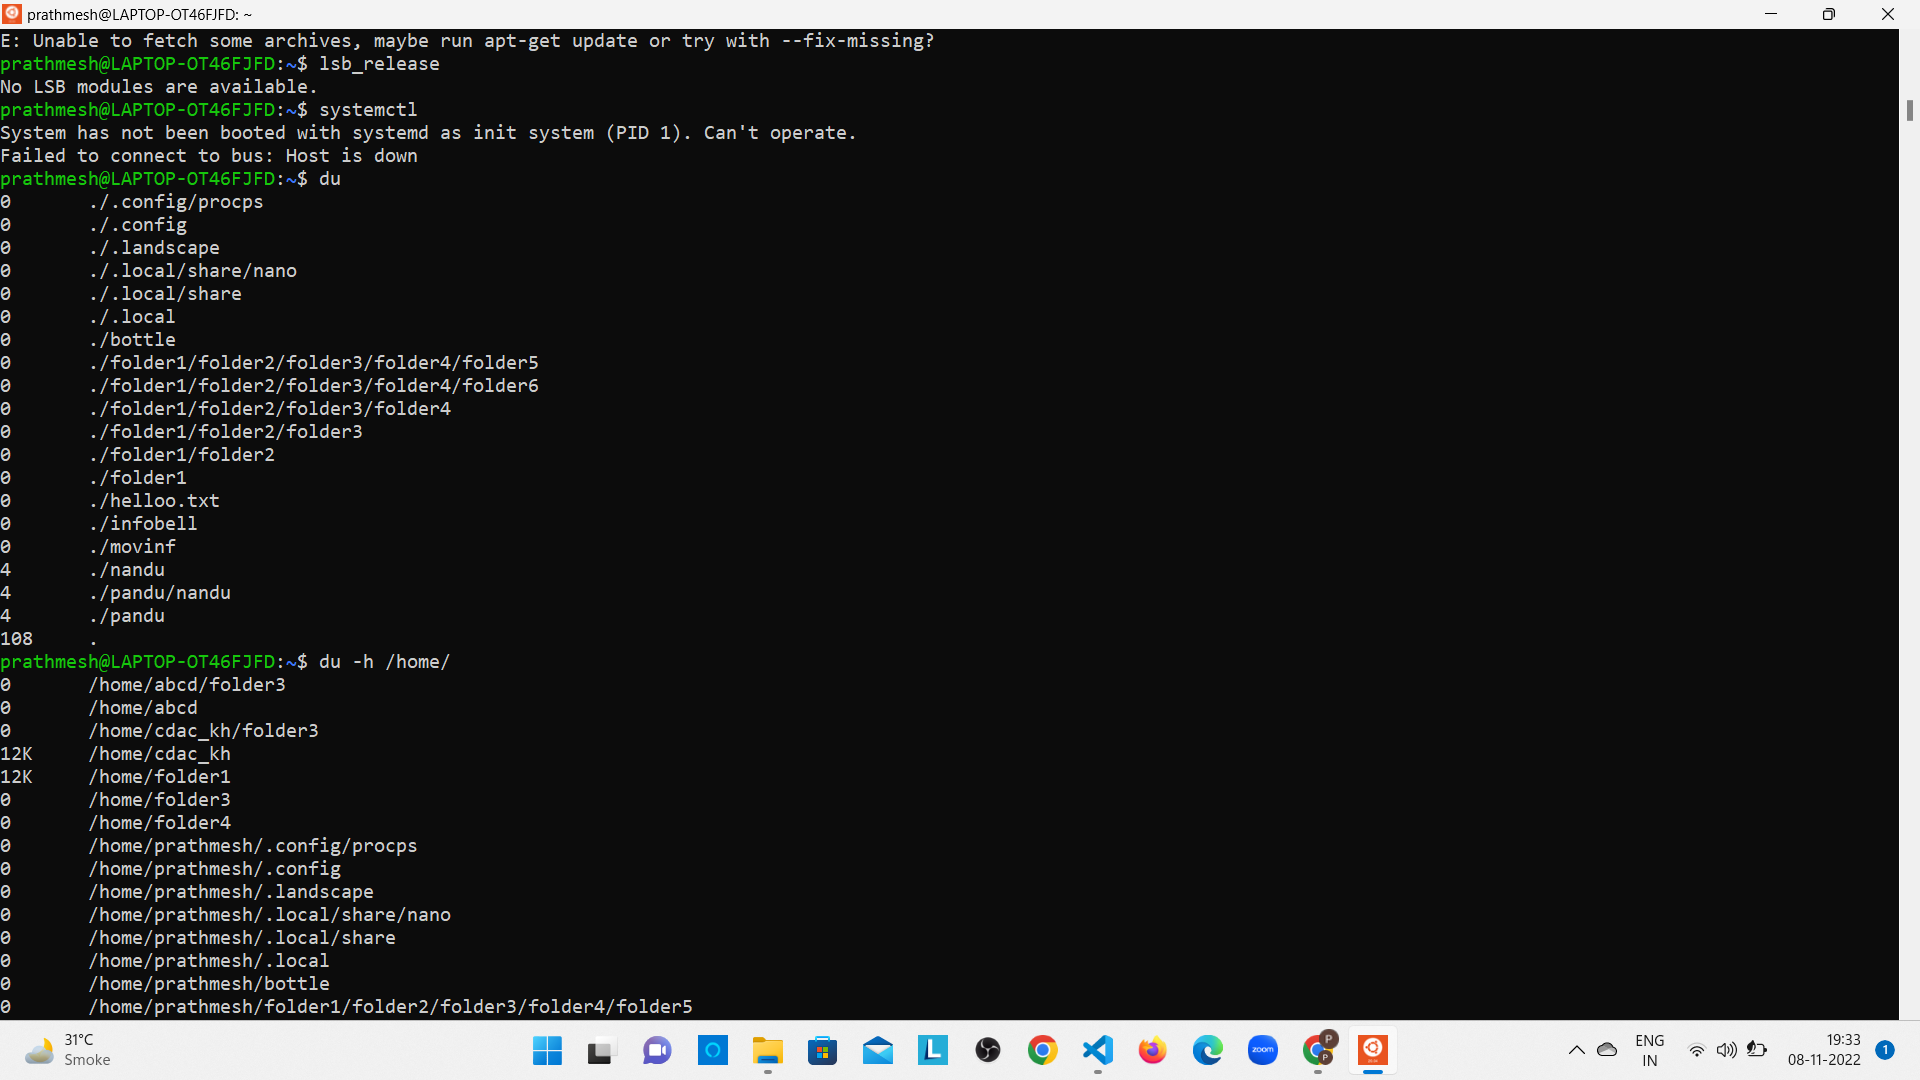 prathmesh@LAPTOP-OT46FJFD: ~
E: Unable to fetch some archives, maybe run apt-get update or try with --fix-missing?
prathmesh@LAPTOP-OT46FJFD:~$ lsb_release
No LSB modules are available.
prathmesh@LAPTOP-OT46FJFD:~$ systemctl
System has not been booted with systemd as init system (PID 1). Can't operate.
Failed to connect to bus: Host is down
prathmesh@LAPTOP-OT46FJFD:~$ du
0 ./.config/procps
0 ./.config
0 ./.landscape
0 ./.local/share/nano
0 ./.local/share
0 ./.local
0 ./bottle
0 ./folder1/folder2/folder3/folder4/folder5
0 ./folder1/folder2/folder3/folder4/folder6
0 ./folder1/folder2/folder3/folder4
0 ./folder1/folder2/folder3
0 ./folder1/folder2
0 ./folder1
0 ./helloo.txt
0 ./infobell
0 ./movinf
4 ./nandu
4 ./pandu/nandu
4 ./pandu
108 .
prathmesh@LAPTOP-OT46FJFD:~$ du -h /home/
0 /home/abcd/folder3
0 /home/abcd
0 /home/cdac_kh/folder3
12K /home/cdac_kh
12K /home/folder1
0 /home/folder3
0 /home/folder4
0 /home/prathmesh/.config/procps
0 /home/prathmesh/.config
0 /home/prathmesh/.landscape
0 /home/prathmesh/.local/share/nano
0 /home/prathmesh/.local/share
0 /home/prathmesh/.local
0 /home/prathmesh/bottle
0 /home/prathmesh/folder1/folder2/folder3/folder4/folder5
31°C
Smoke
L
zoom
P
P
ENG
IN
19:33
08-11-2022
1